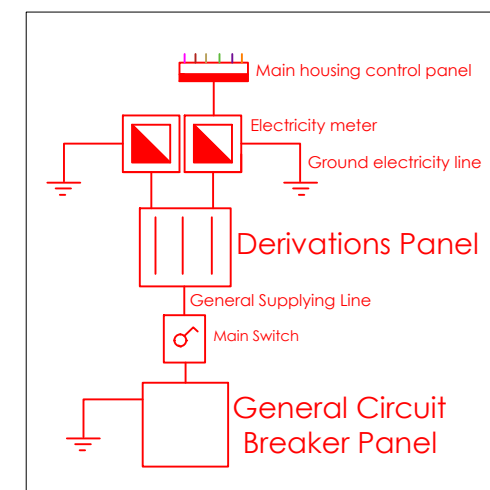 Main housing control panel
Electricity meter
Ground electricity line
Derivations Panel
General Supplying Line
Main Switch
General Circuit
Breaker Panel